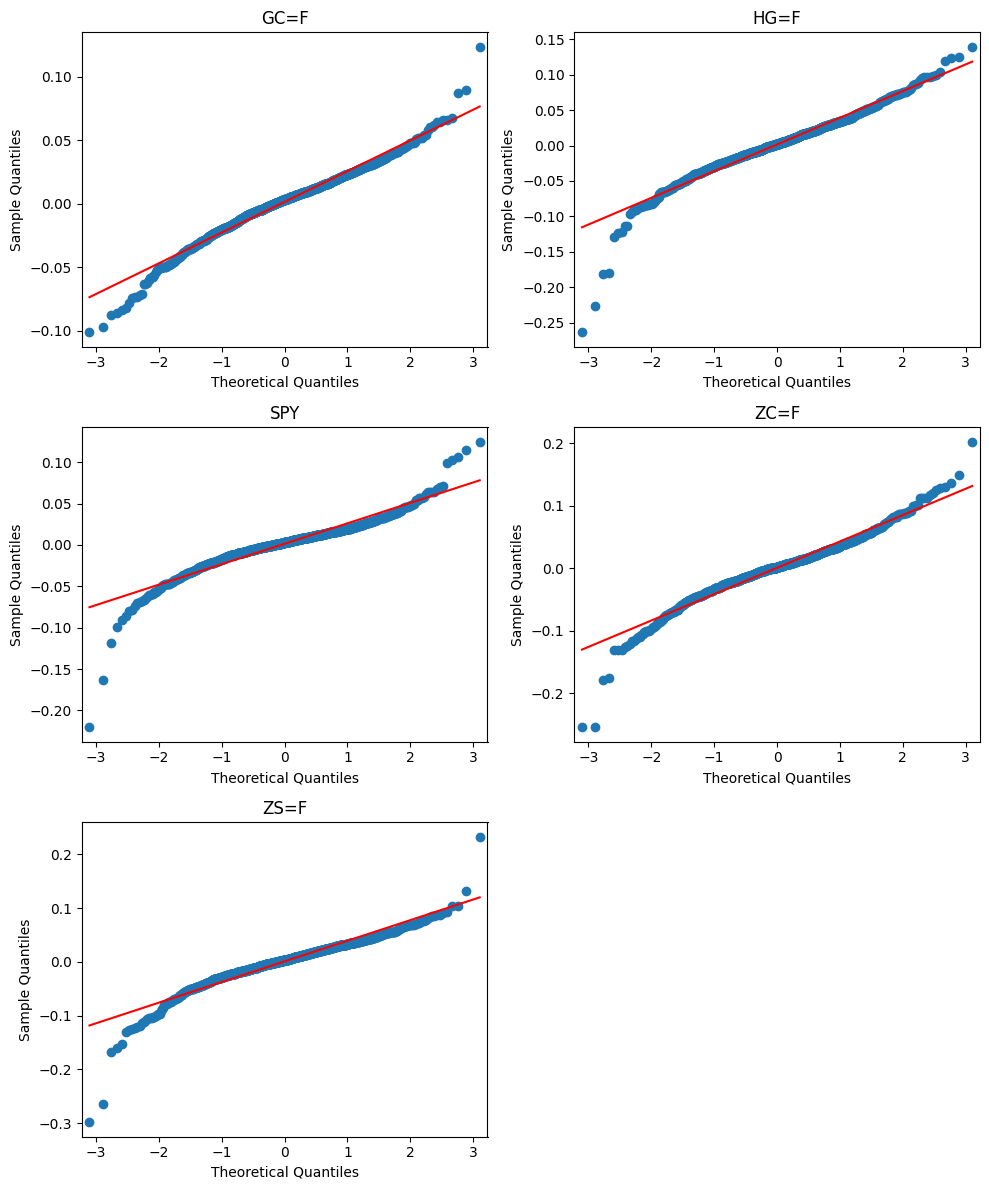 GC=F
Sample Quantiles
0.10
0.05
0.00
−0.05
−0.10
−3 −2 −1 0 1 2 3
Theoretical Quantiles
HG=F
Sample Quantiles
0.15
0.10
0.05
0.00
−0.05
−0.10
−0.15
−0.20
−0.25
−3 −2 −1 0 1 2 3
Theoretical Quantiles
SPY
Sample Quantiles
0.10
0.05
0.00
−0.05
−0.10
−0.15
−0.20
−3 −2 −1 0 1 2 3
Theoretical Quantiles
ZC=F
Sample Quantiles
0.2
0.1
0.0
−0.1
−0.2
−3 −2 −1 0 1 2 3
Theoretical Quantiles
ZS=F
Sample Quantiles
0.2
0.1
0.0
−0.1
−0.2
−0.3
−3 −2 −1 0 1 2 3
Theoretical Quantiles